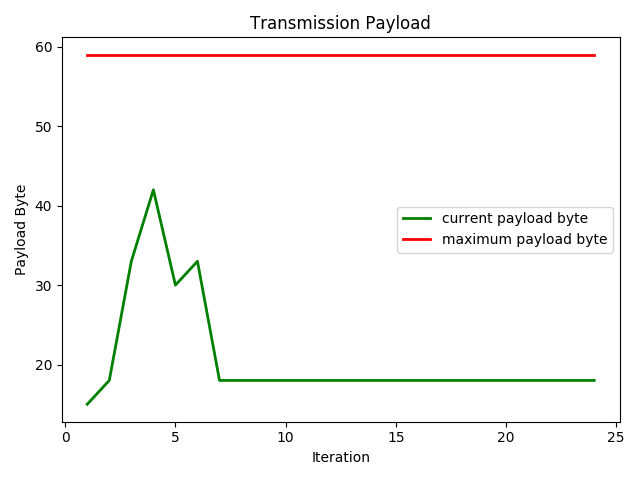 Transmission Payload
60
50
40
30
20
Payload Byte
current payload byte
maximum payload byte
0 5 10 15 20 25
Iteration